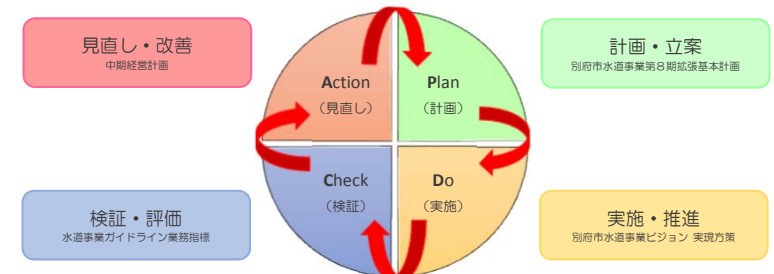 見直し・改善
中期経営計画
計画・立案
別府市水道事業第8期拡張基本計画
Action
(見直し)
Plan
(計画)
Check
(検証)
Do
(実施)
検証・評価
水道事業ガイドライン業務指標
実施・推進
別府市水道事業ビジョン 実現方策